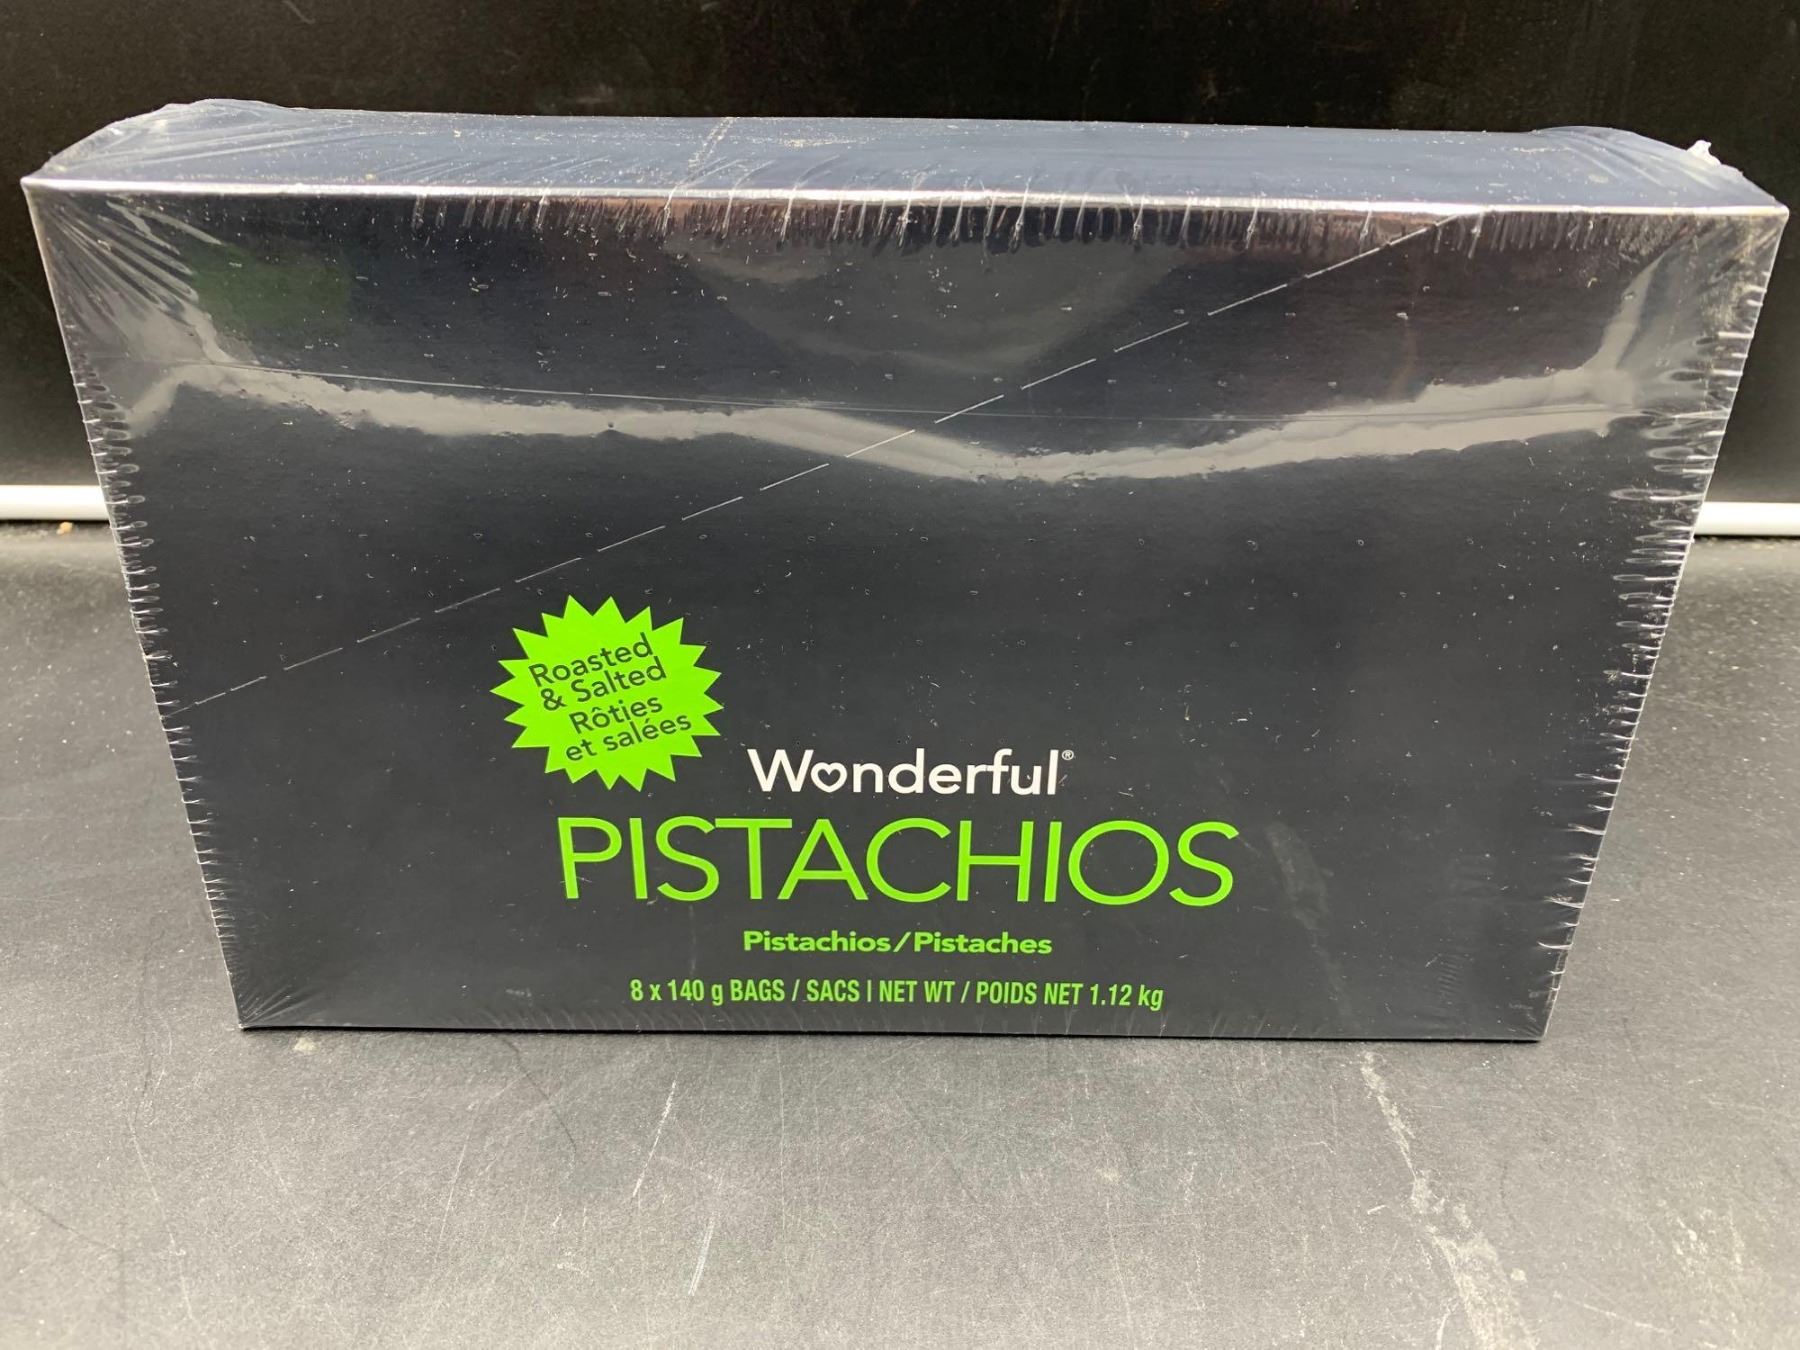 Roasted
& Salted
Rôties
et salées
Wonderful®
PISTACHIOS
Pistachios/Pistaches
8 x 140 g BAGS / SACS | NET WT / POIDS NET 1.12 kg